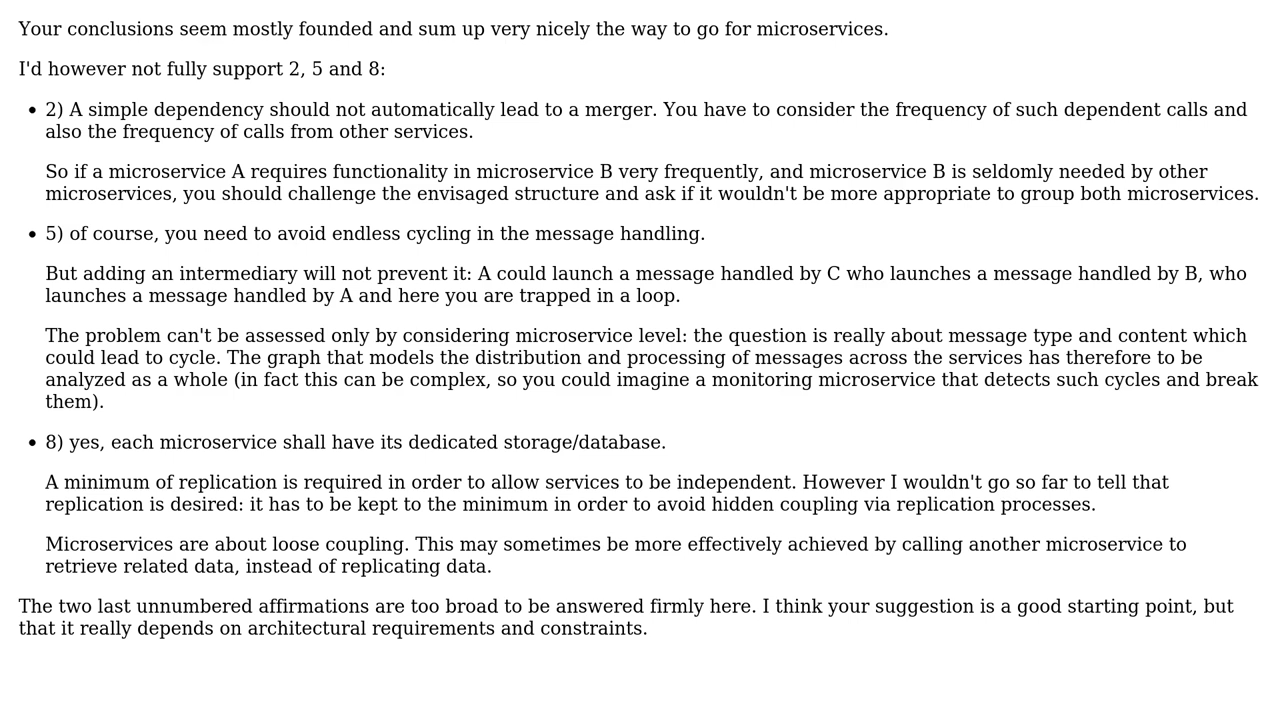 Your conclusions seem mostly founded and sum up very nicely the way to go for microservices.
I'd however not fully support 2, 5 and 8:
• 2) A simple dependency should not automatically lead to a merger. You have to consider the frequency of such dependent calls and
also the frequency of calls from other services.
So if a microservice A requires functionality in microservice B very frequently, and microservice B is seldomly needed by other
microservices, you should challenge the envisaged structure and ask if it wouldn't be more appropriate to group both microservices.
• 5) of course, you need to avoid endless cycling in the message handling.
But adding an intermediary will not prevent it: A could launch a message handled by C who launches a message handled by B, who
launches a message handled by A and here you are trapped in a loop.
The problem can't be assessed only by considering microservice level: the question is really about message type and content which
could lead to cycle. The graph that models the distribution and processing of messages across the services has therefore to be
analyzed as a whole (in fact this can be complex, so you could imagine a monitoring microservice that detects such cycles and break
them).
• 8) yes, each microservice shall have its dedicated storage/database.
A minimum of replication is required in order to allow services to be independent. However I wouldn't go so far to tell that
replication is desired: it has to be kept to the minimum in order to avoid hidden coupling via replication processes.
Microservices are about loose coupling. This may sometimes be more effectively achieved by calling another microservice to
retrieve related data, instead of replicating data.
The two last unnumbered affirmations are too broad to be answered firmly here. I think your suggestion is a good starting point, but
that it really depends on architectural requirements and constraints.